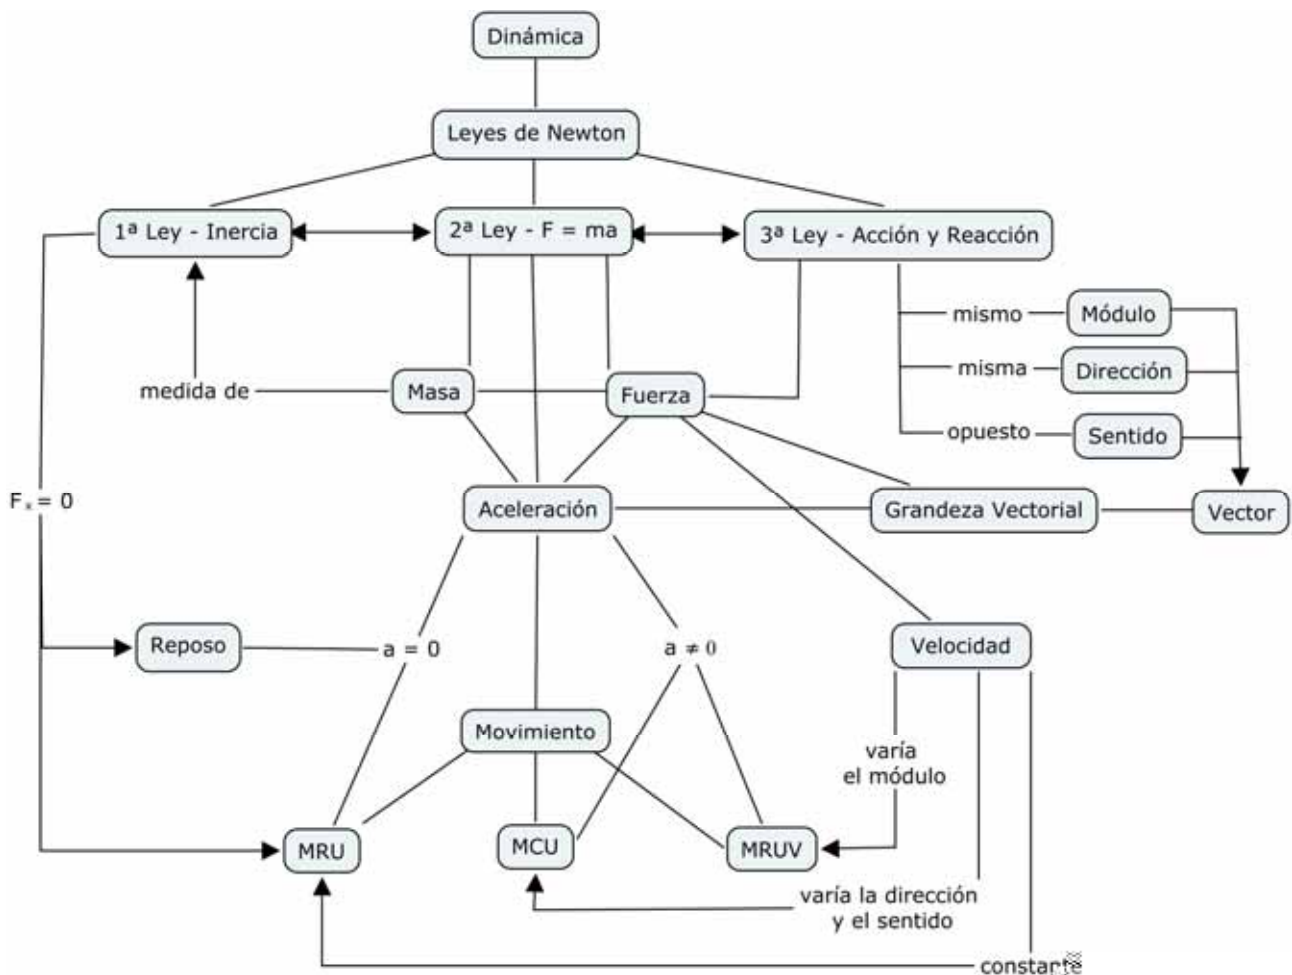 Dinámica
Leyes de Newton
1ª Ley - Inercia
2ª Ley - F = ma
3ª Ley - Acción y Reacción
mismo
Módulo
misma
Dirección
medida de
Masa
Fuerza
opuesto
Sentido
Fₓ = 0
Aceleración
Grandeza Vectorial
Vector
Reposo
a = 0
a ≠ 0
Velocidad
Movimiento
varía
el módulo
MRU
MCU
MRUV
varía la dirección
y el sentido
constante